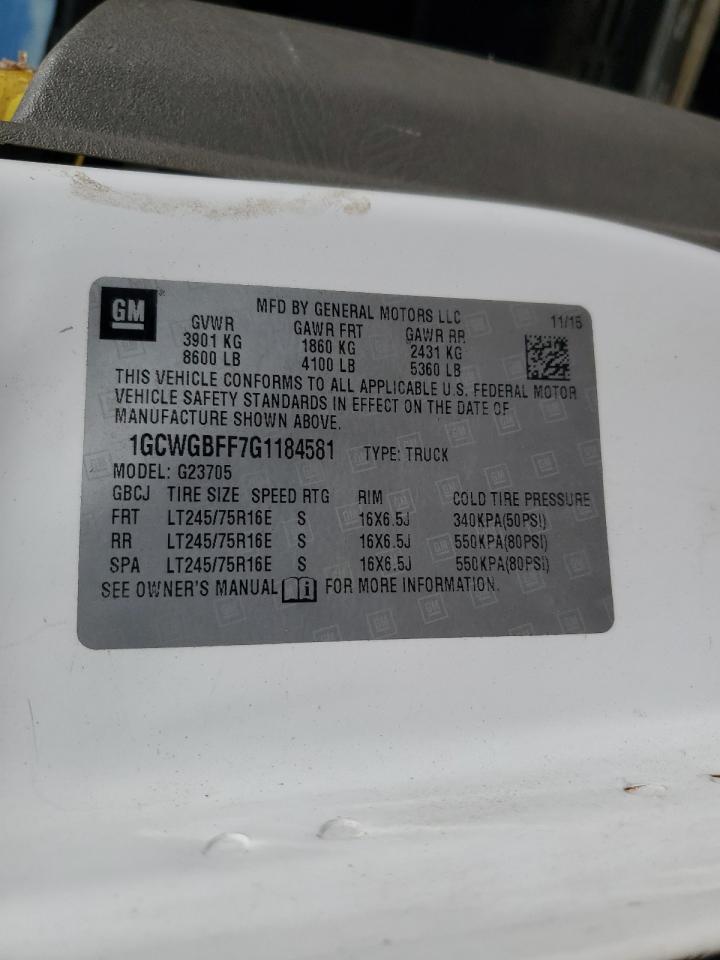 GM
MFD BY GENERAL MOTORS LLC 11/15
GVWR GAWR FRT GAWR RR
3901 KG 1860 KG 2431 KG
8600 LB 4100 LB 5360 LB
THIS VEHICLE CONFORMS TO ALL APPLICABLE U.S. FEDERAL MOTOR
VEHICLE SAFETY STANDARDS IN EFFECT ON THE DATE OF
MANUFACTURE SHOWN ABOVE.
1GCWGBFF7G1184581 TYPE: TRUCK
MODEL: G23705
GBCJ TIRE SIZE SPEED RTG RIM COLD TIRE PRESSURE
FRT LT245/75R16E S 16X6.5J 340KPA(50PSI)
RR LT245/75R16E S 16X6.5J 550KPA(80PSI)
SPA LT245/75R16E S 16X6.5J 550KPA(80PSI)
SEE OWNER'S MANUAL i FOR MORE INFORMATION.